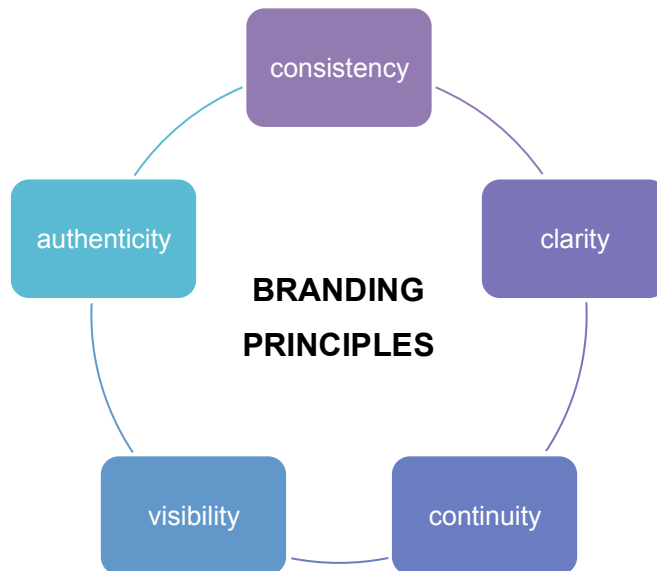 consistency
authenticity
clarity
BRANDING
PRINCIPLES
visibility
continuity